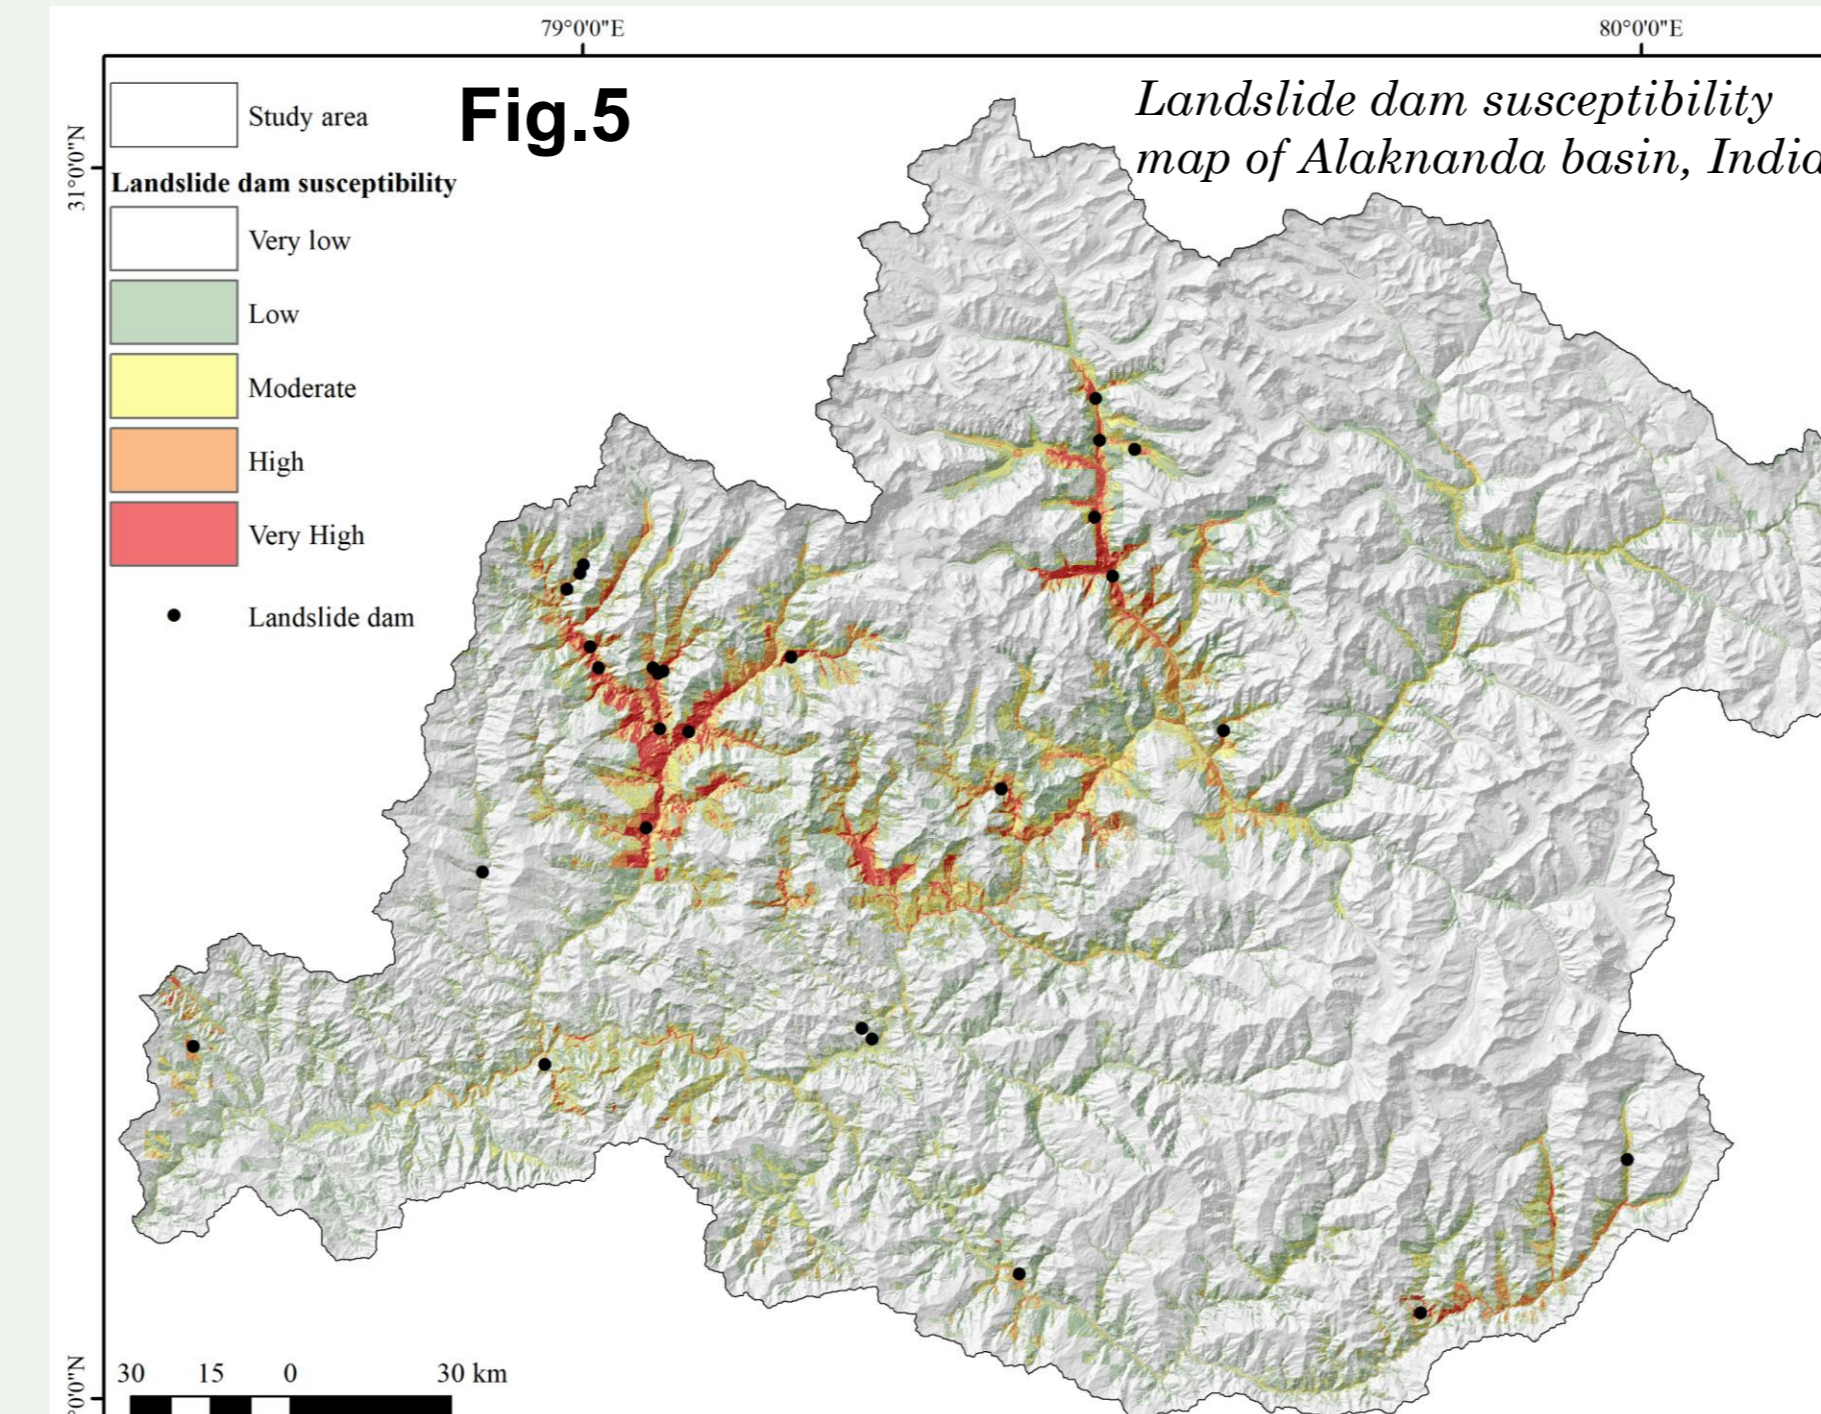 79°0'0"E
80°0'0"E
31°0'0"N
Fig.5
Landslide dam susceptibility
map of Alaknanda basin, India
Study area
Landslide dam susceptibility
Very low
Low
Moderate
High
Very High
Landslide dam
30 15 0 30 km
0'0"N